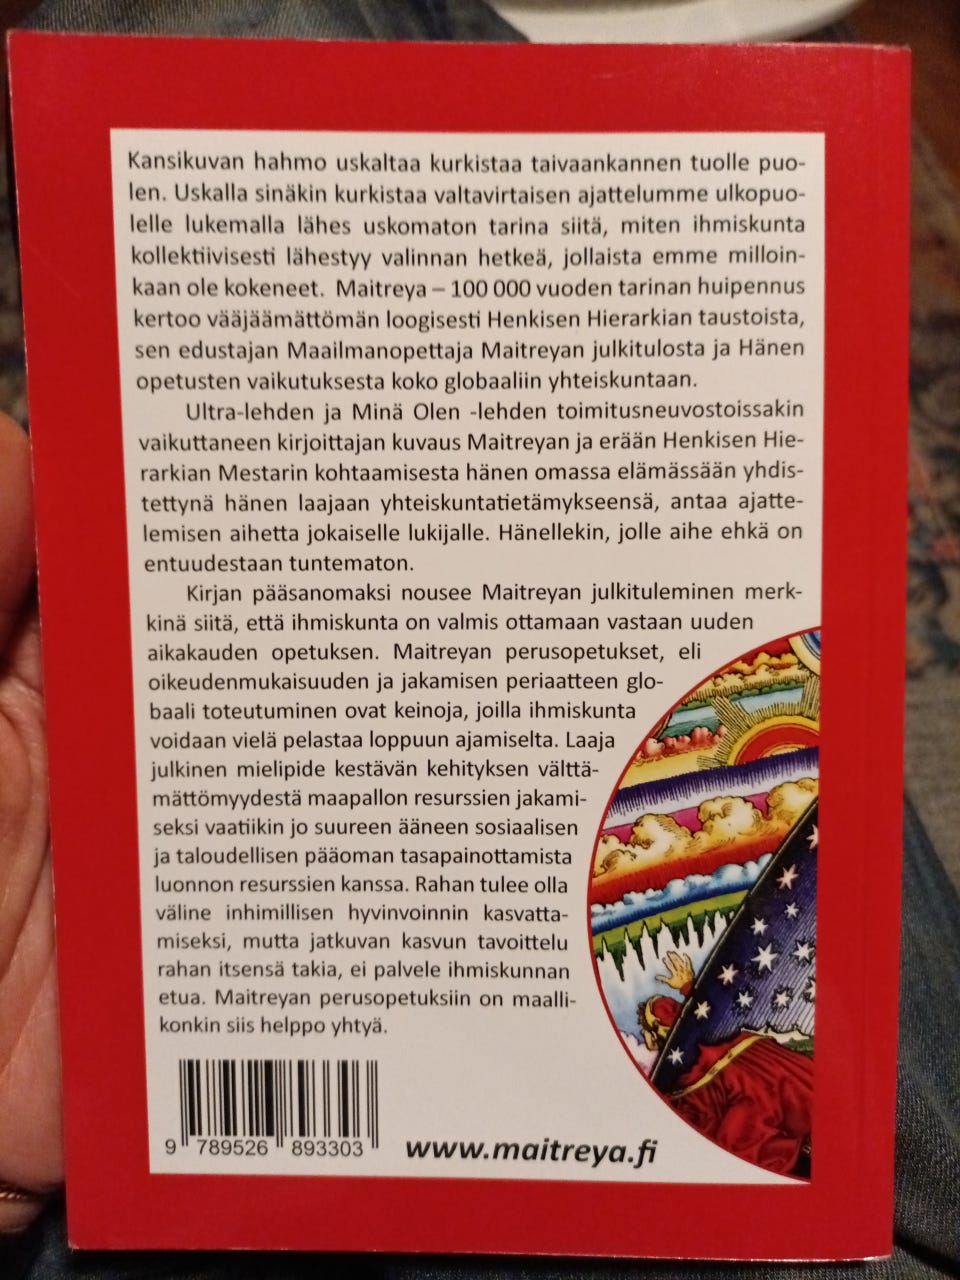 Kansikuvan hahmo uskaltaa kurkistaa taivaankannen tuolle puo-
len. Uskalla sinäkin kurkistaa valtavirtaisen ajattelumme ulkopuo-
lelle lukemalla lähes uskomaton tarina siitä, miten ihmiskunta
kollektiivisesti lähestyy valinnan hetkeä, jollaista emme milloin-
kaan ole kokeneet. Maitreya – 100 000 vuoden tarinan huipennus
kertoo vääjäämättömän loogisesti Henkisen Hierarkian taustoista,
sen edustajan Maailmanopettaja Maitreyan julkitulosta ja Hänen
opetusten vaikutuksesta koko globaaliin yhteiskuntaan.
Ultra-lehden ja Minä Olen -lehden toimitusneuvostoissakin
vaikuttaneen kirjoittajan kuvaus Maitreyan ja erään Henkisen Hie-
rarkian Mestarin kohtaamisesta hänen omassa elämässään yhdis-
tettynä hänen laajaan yhteiskuntatietämykseensä, antaa ajatte-
lemisen aihetta jokaiselle lukijalle. Hänellekin, jolle aihe ehkä on
entuudestaan tuntematon.
Kirjan pääsanomaksi nousee Maitreyan julkituleminen merk-
kinä siitä, että ihmiskunta on valmis ottamaan vastaan uuden
aikakauden opetuksen. Maitreyan perusopetukset, eli
oikeudenmukaisuuden ja jakamisen periaatteen glo-
baali toteutuminen ovat keinoja, joilla ihmiskunta
voidaan vielä pelastaa loppuun ajamiselta. Laaja
julkinen mielipide kestävän kehityksen välttä-
mättömyydestä maapallon resurssien jakami-
seksi vaatiikin jo suureen ääneen sosiaalisen
ja taloudellisen pääoman tasapainottamista
luonnon resurssien kanssa. Rahan tulee olla
väline inhimillisen hyvinvoinnin kasvatta-
miseksi, mutta jatkuvan kasvun tavoittelu
rahan itsensä takia, ei palvele ihmiskunnan
etua. Maitreyan perusopetuksiin on maalli-
konkin siis helppo yhtyä.
9 789526 893303
www.maitreya.fi